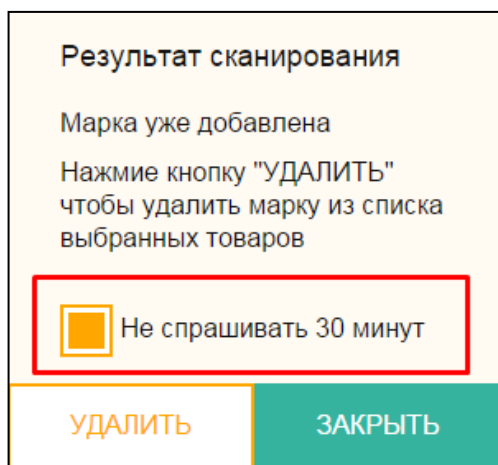 Результат сканирования
Марка уже добавлена
Нажмие кнопку "УДАЛИТЬ"
чтобы удалить марку из списка
выбранных товаров
Не спрашивать 30 минут
УДАЛИТЬ
ЗАКРЫТЬ